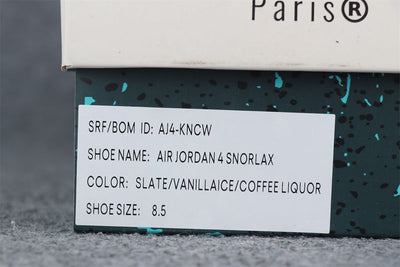 Paris®
SRF/BOM ID: AJ4-KNCW
SHOE NAME: AIR JORDAN 4 SNORLAX
COLOR: SLATE/VANILLAICE/COFFEE LIQUOR
SHOE SIZE: 8.5